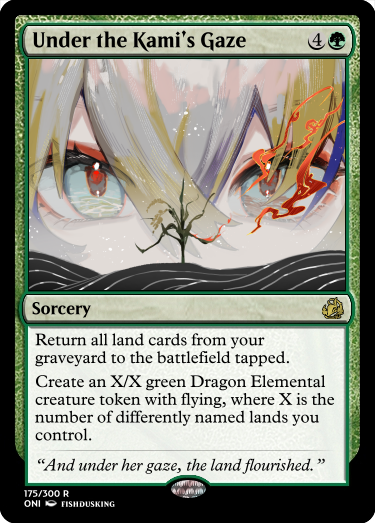 Under the Kami's Gaze 4
Sorcery
Return all land cards from your
graveyard to the battlefield tapped.
Create an X/X green Dragon Elemental
creature token with flying, where X is the
number of differently named lands you
control.
“And under her gaze, the land flourished.”
175/300 R
ONI FISHDUSKING